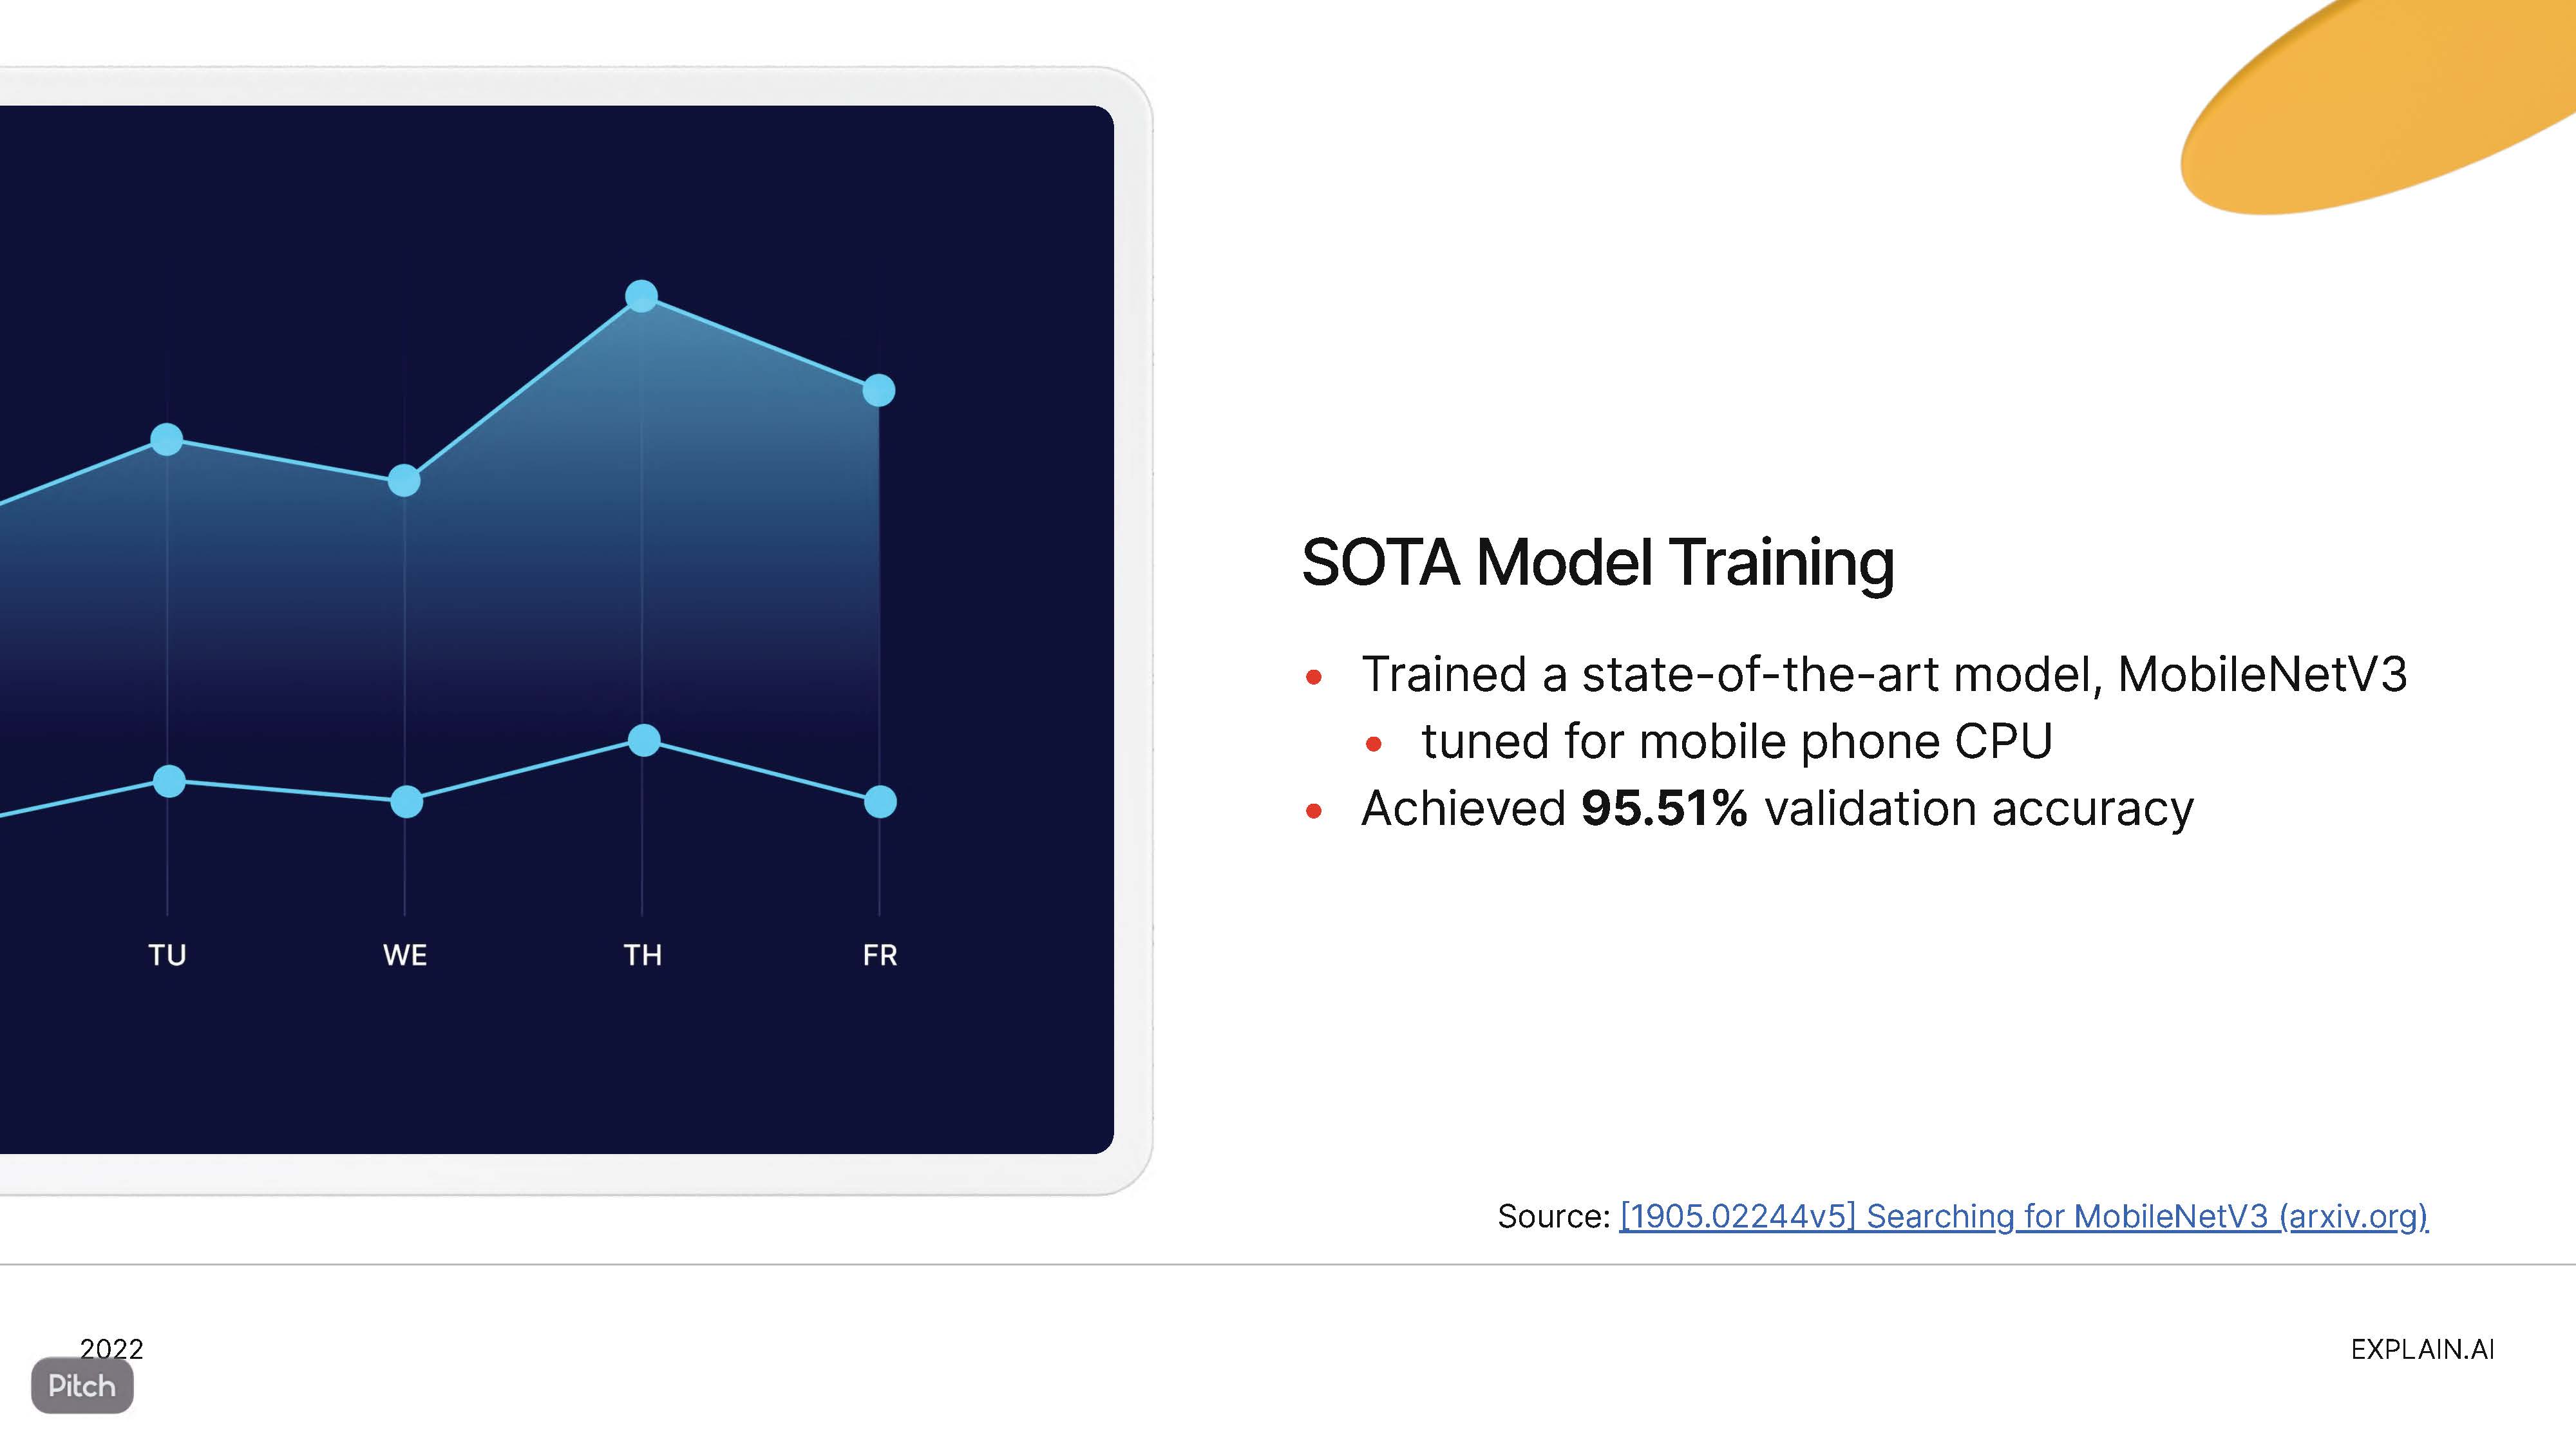 TU WE TH FR
SOTA Model Training
Trained a state-of-the-art model, MobileNetV3
tuned for mobile phone CPU
Achieved 95.51% validation accuracy
Source: [1905.02244v5] Searching for MobileNetV3 (arxiv.org)
2022
EXPLAIN.AI
Pitch